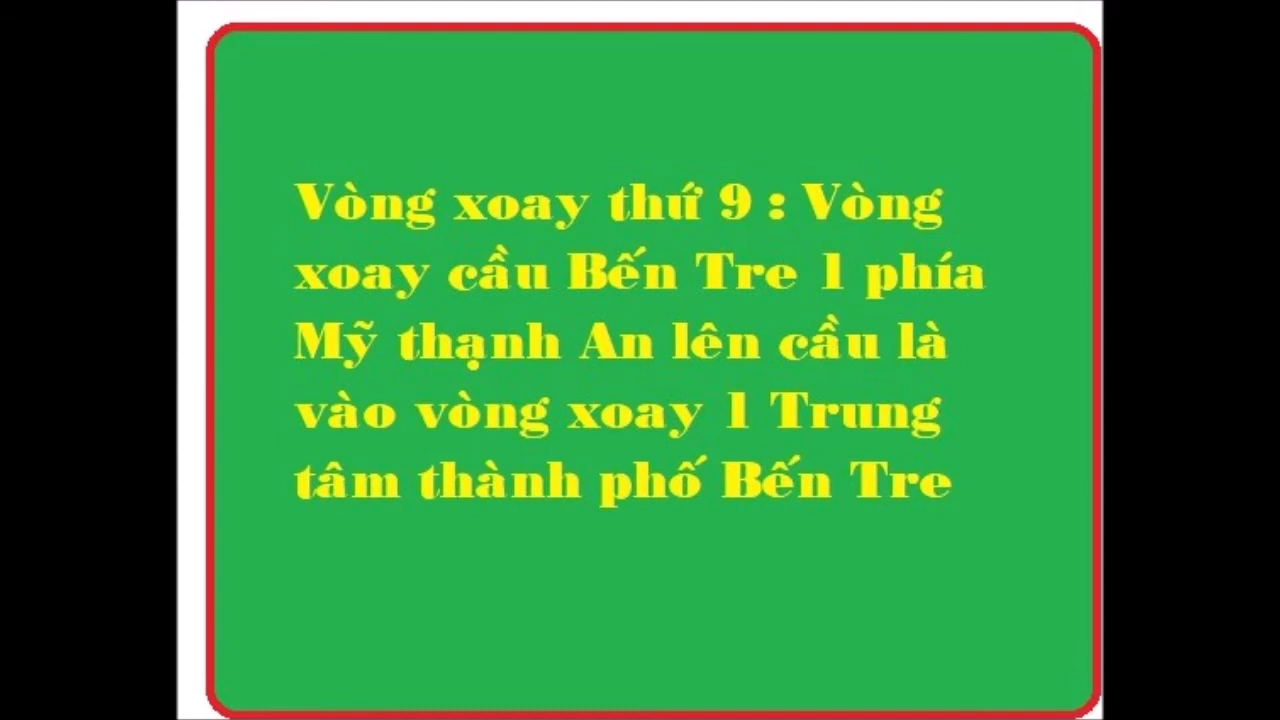 Vòng xoay thứ 9 : Vòng
xoay cầu Bến Tre 1 phía
Mỹ thạnh An lên cầu là
vào vòng xoay 1 Trung
tâm thành phố Bến Tre